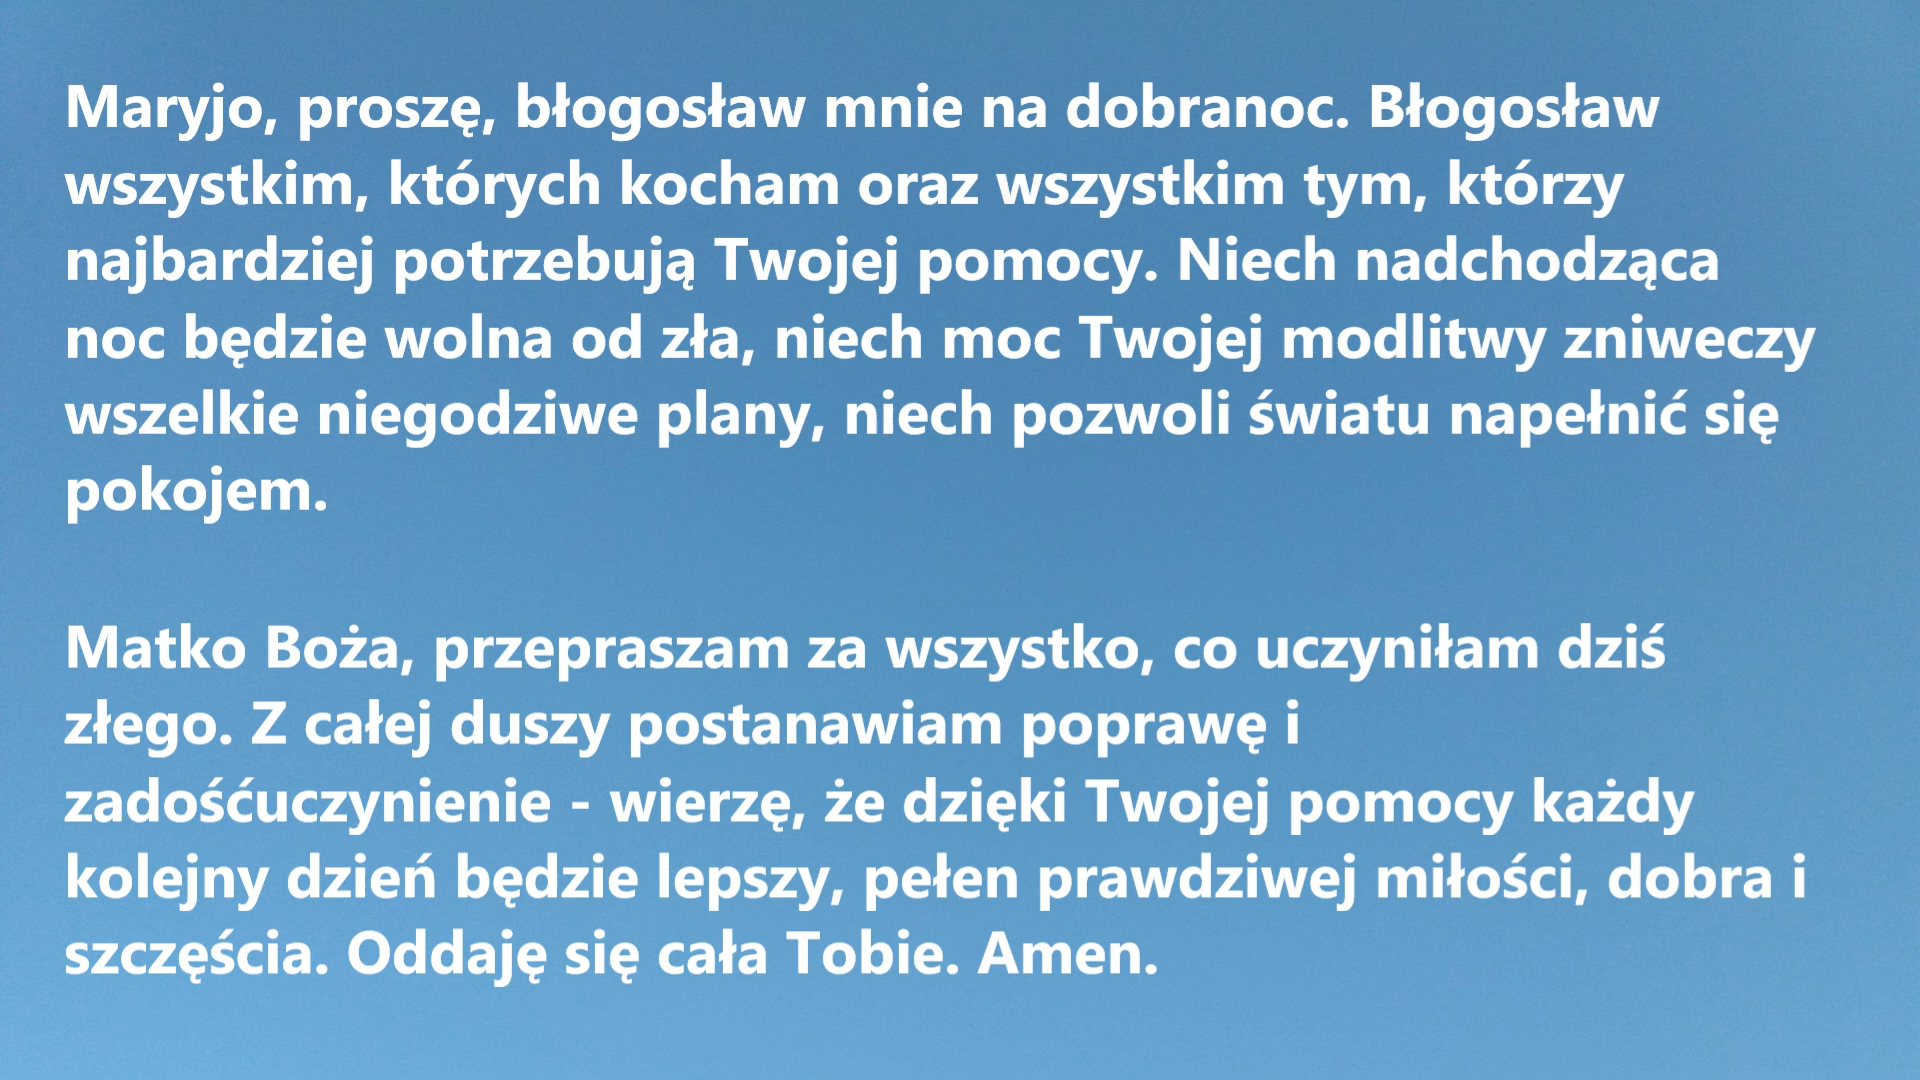 Maryjo, proszę, błogosław mnie na dobranoc. Błogosław
wszystkim, których kocham oraz wszystkim tym, którzy
najbardziej potrzebują Twojej pomocy. Niech nadchodząca
noc będzie wolna od zła, niech moc Twojej modlitwy zniweczy
wszelkie niegodziwe plany, niech pozwoli światu napełnić się
pokojem.
Matko Boża, przepraszam za wszystko, co uczyniłam dziś
złego. Z całej duszy postanawiam poprawę i
zadośćuczynienie - wierzę, że dzięki Twojej pomocy każdy
kolejny dzień będzie lepszy, pełen prawdziwej miłości, dobra i
szczęścia. Oddaję się cała Tobie. Amen.